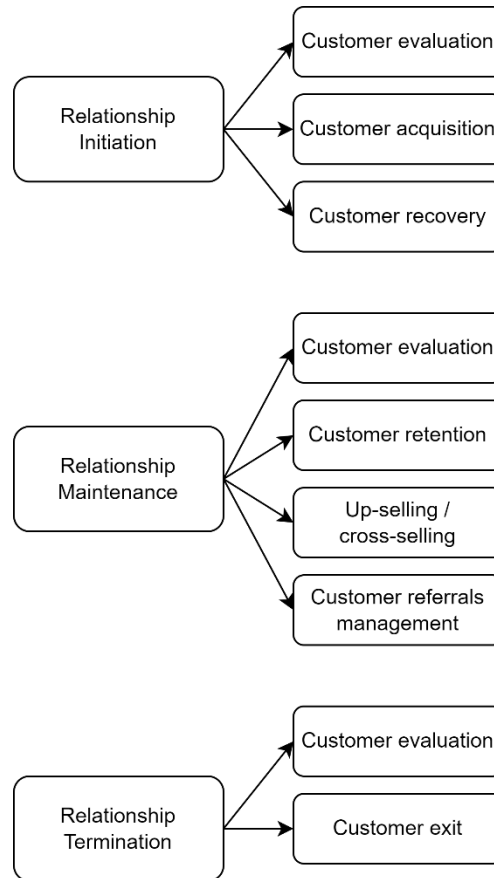 Relationship
Initiation
Customer evaluation
Customer acquisition
Customer recovery
Relationship
Maintenance
Customer evaluation
Customer retention
Up-selling /
cross-selling
Customer referrals
management
Relationship
Termination
Customer evaluation
Customer exit